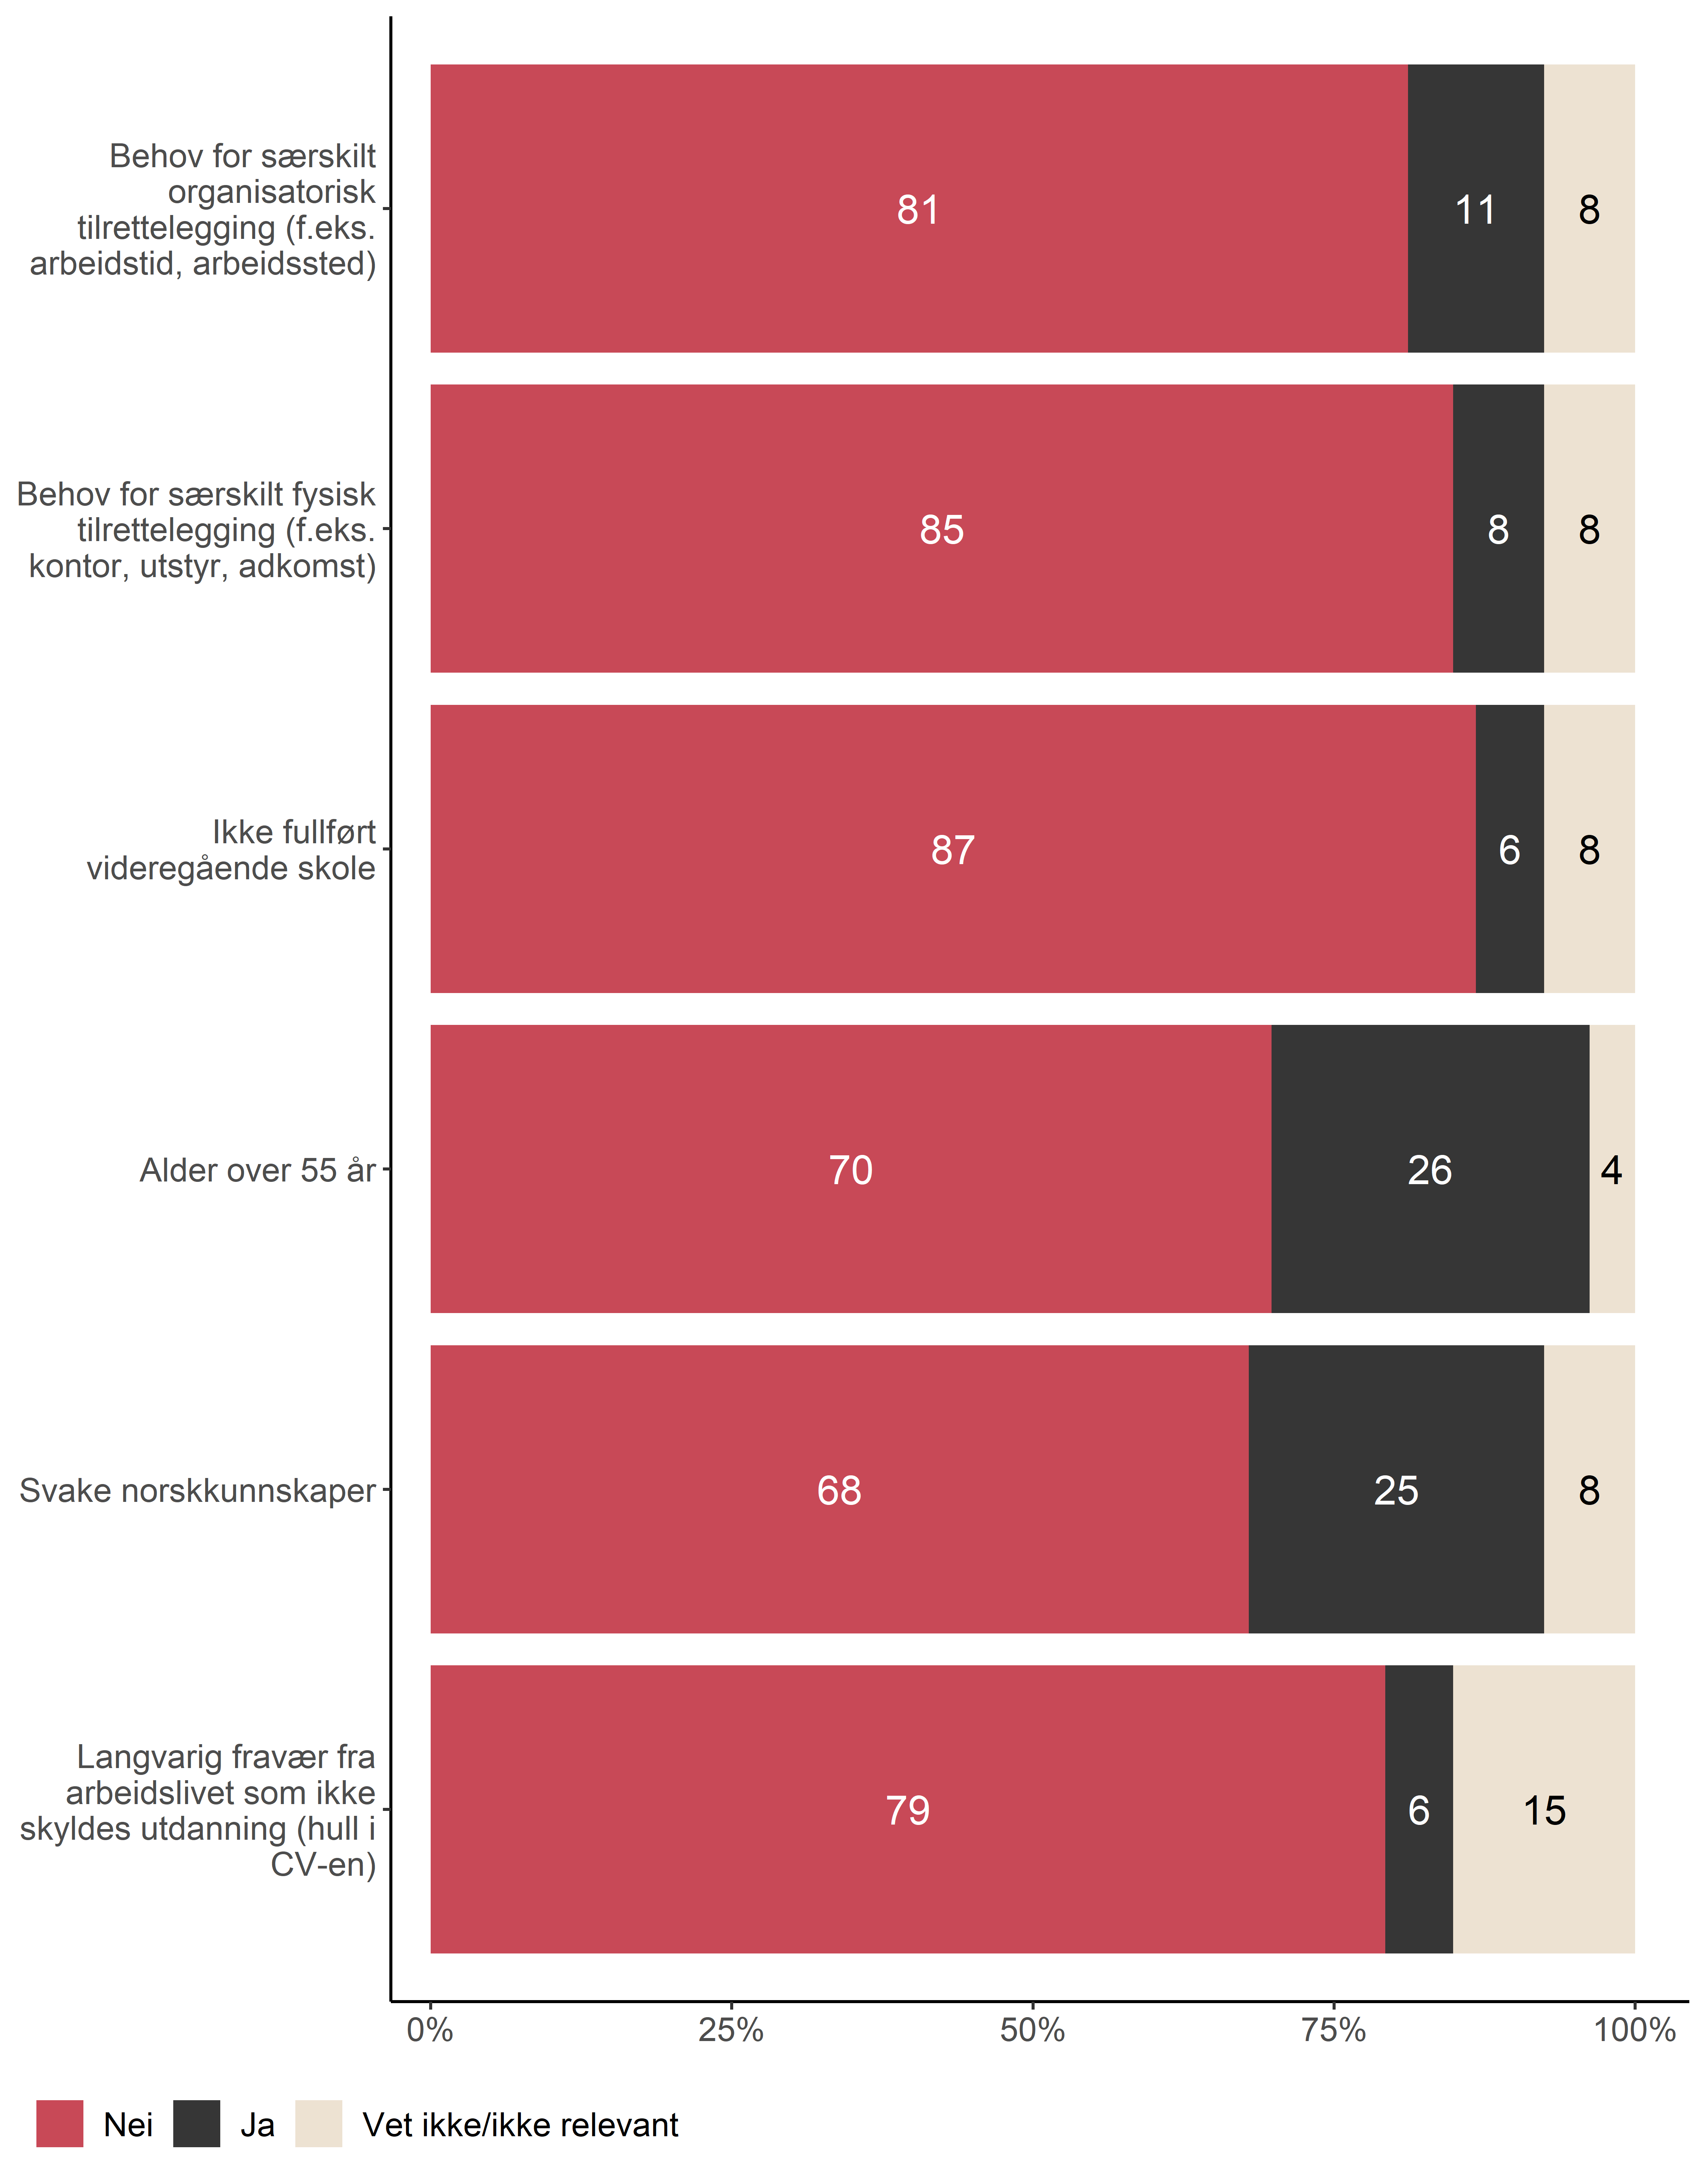 Behov for særskilt
organisatorisk
tilrettelegging (f.eks.
arbeidstid, arbeidssted)
81 11 8
Behov for særskilt fysisk
tilrettelegging (f.eks.
kontor, utstyr, adkomst)
85 8 8
Ikke fullført
videregående skole
87 6 8
Alder over 55 år
70 26 4
Svake norskkunnskaper
68 25 8
Langvarig fravær fra
arbeidslivet som ikke
skyldes utdanning (hull i
CV-en)
79 6 15
0% 25% 50% 75% 100%
Nei Ja Vet ikke/ikke relevant